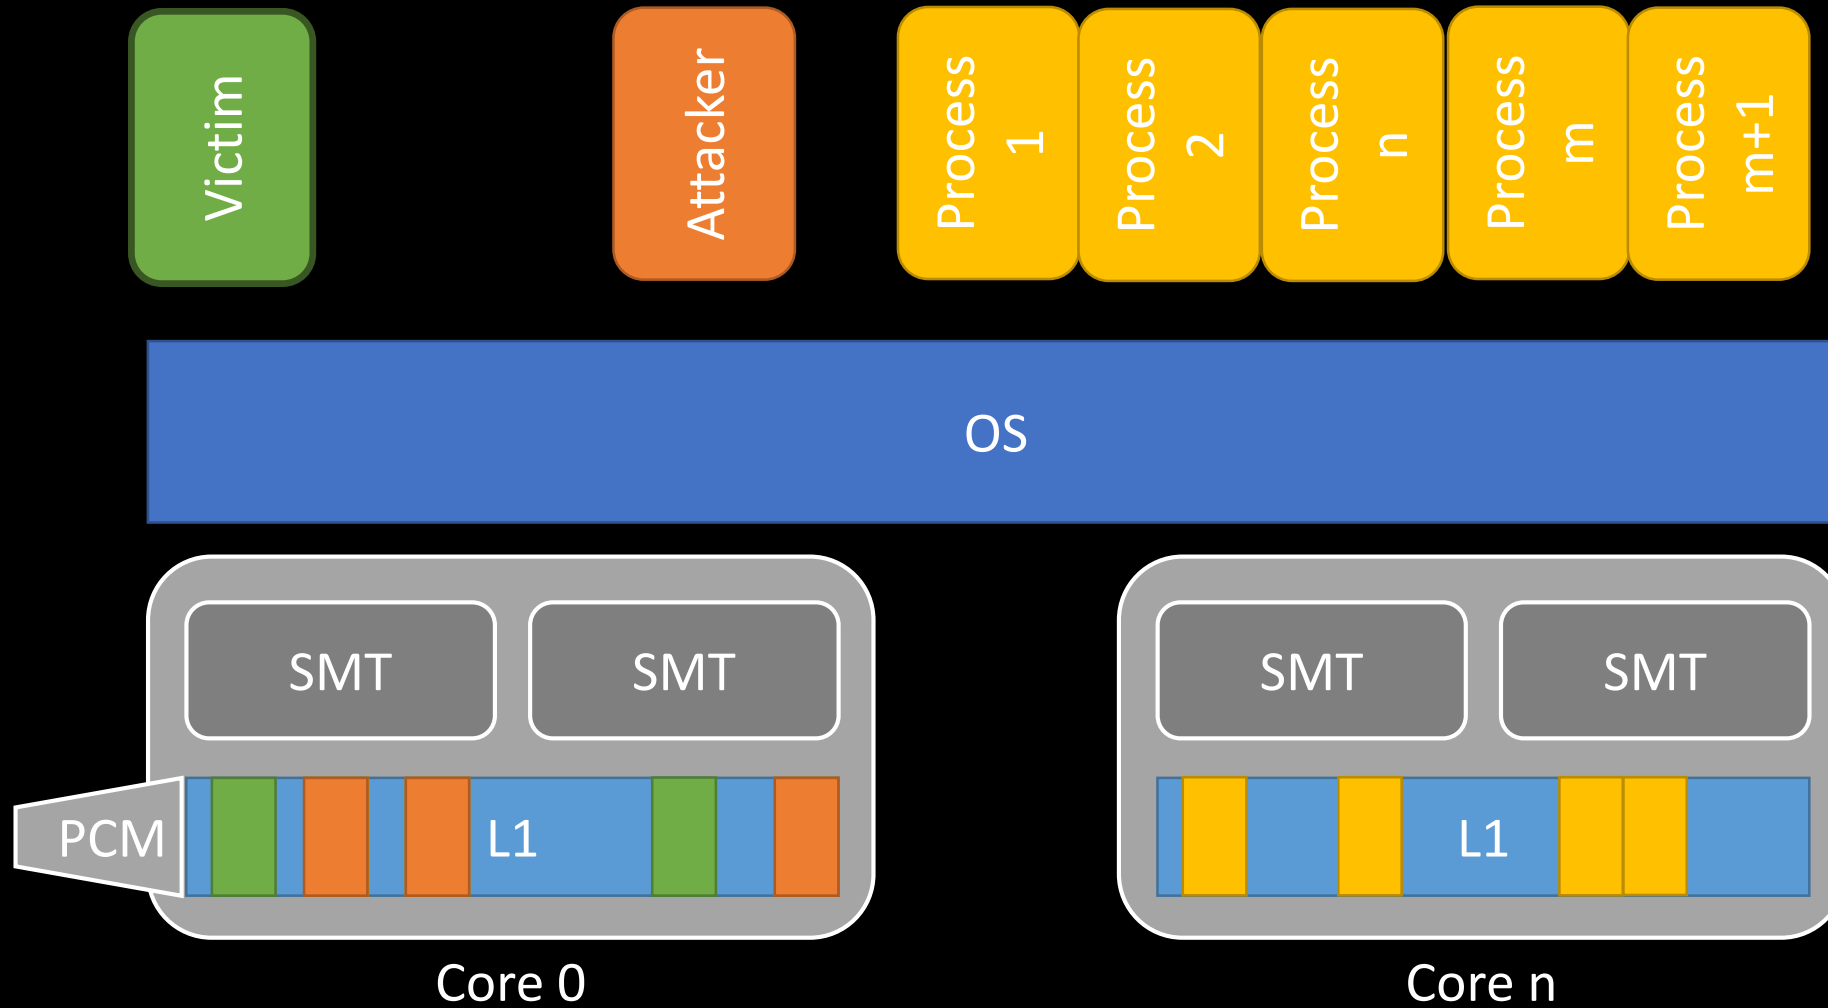 Victim
Attacker
Process
1
Process
2
Process
n
Process
m
Process
m+1
OS
SMT
SMT
SMT
SMT
PCM
L1
L1
Core 0
Core n